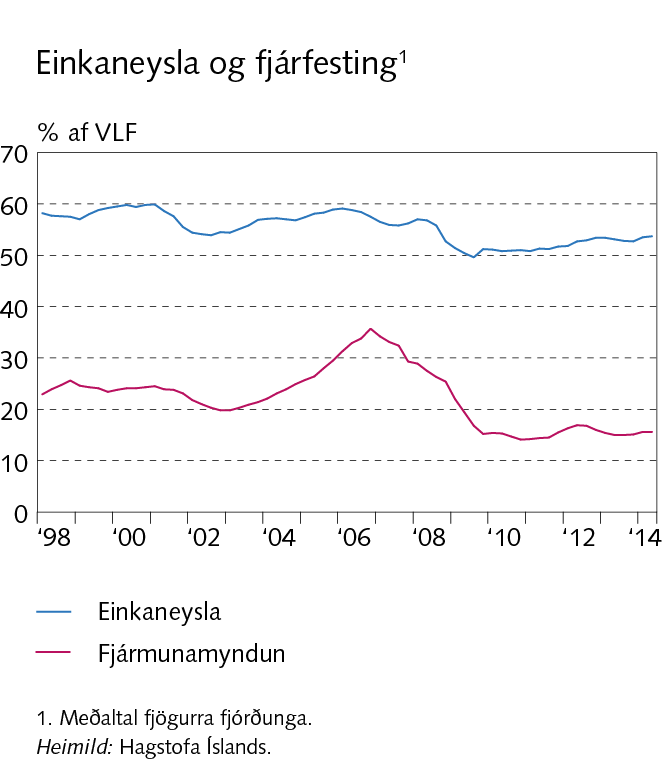 Einkaneysla og fjárfesting¹
% af VLF
70
60
50
40
30
20
10
0
‘98 ‘00 ‘02 ‘04 ‘06 ‘08 ‘10 ‘12 ‘14
Einkaneysla
Fjármunamyndun
1. Meðaltal fjögurra fjórðunga.
Heimild: Hagstofa Íslands.